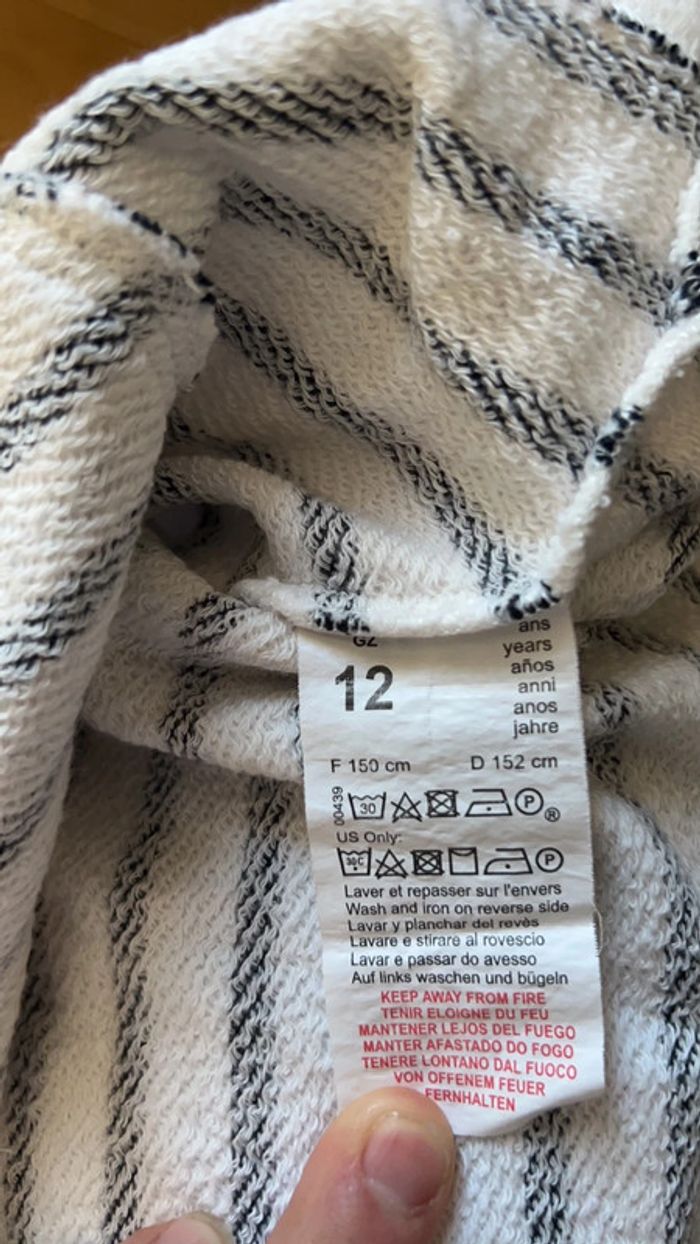 GZ
12
ans
years
años
anni
anos
jahre
F 150 cm D 152 cm
00439
30 P ®
US Only:
30C P
Laver et repasser sur l'envers
Wash and iron on reverse side
Lavar y planchar del revés
Lavare e stirare al rovescio
Lavar e passar do avesso
Auf links waschen und bügeln
KEEP AWAY FROM FIRE
TENIR ELOIGNE DU FEU
MANTENER LEJOS DEL FUEGO
MANTER AFASTADO DO FOGO
TENERE LONTANO DAL FUOCO
VON OFFENEM FEUER
FERNHALTEN